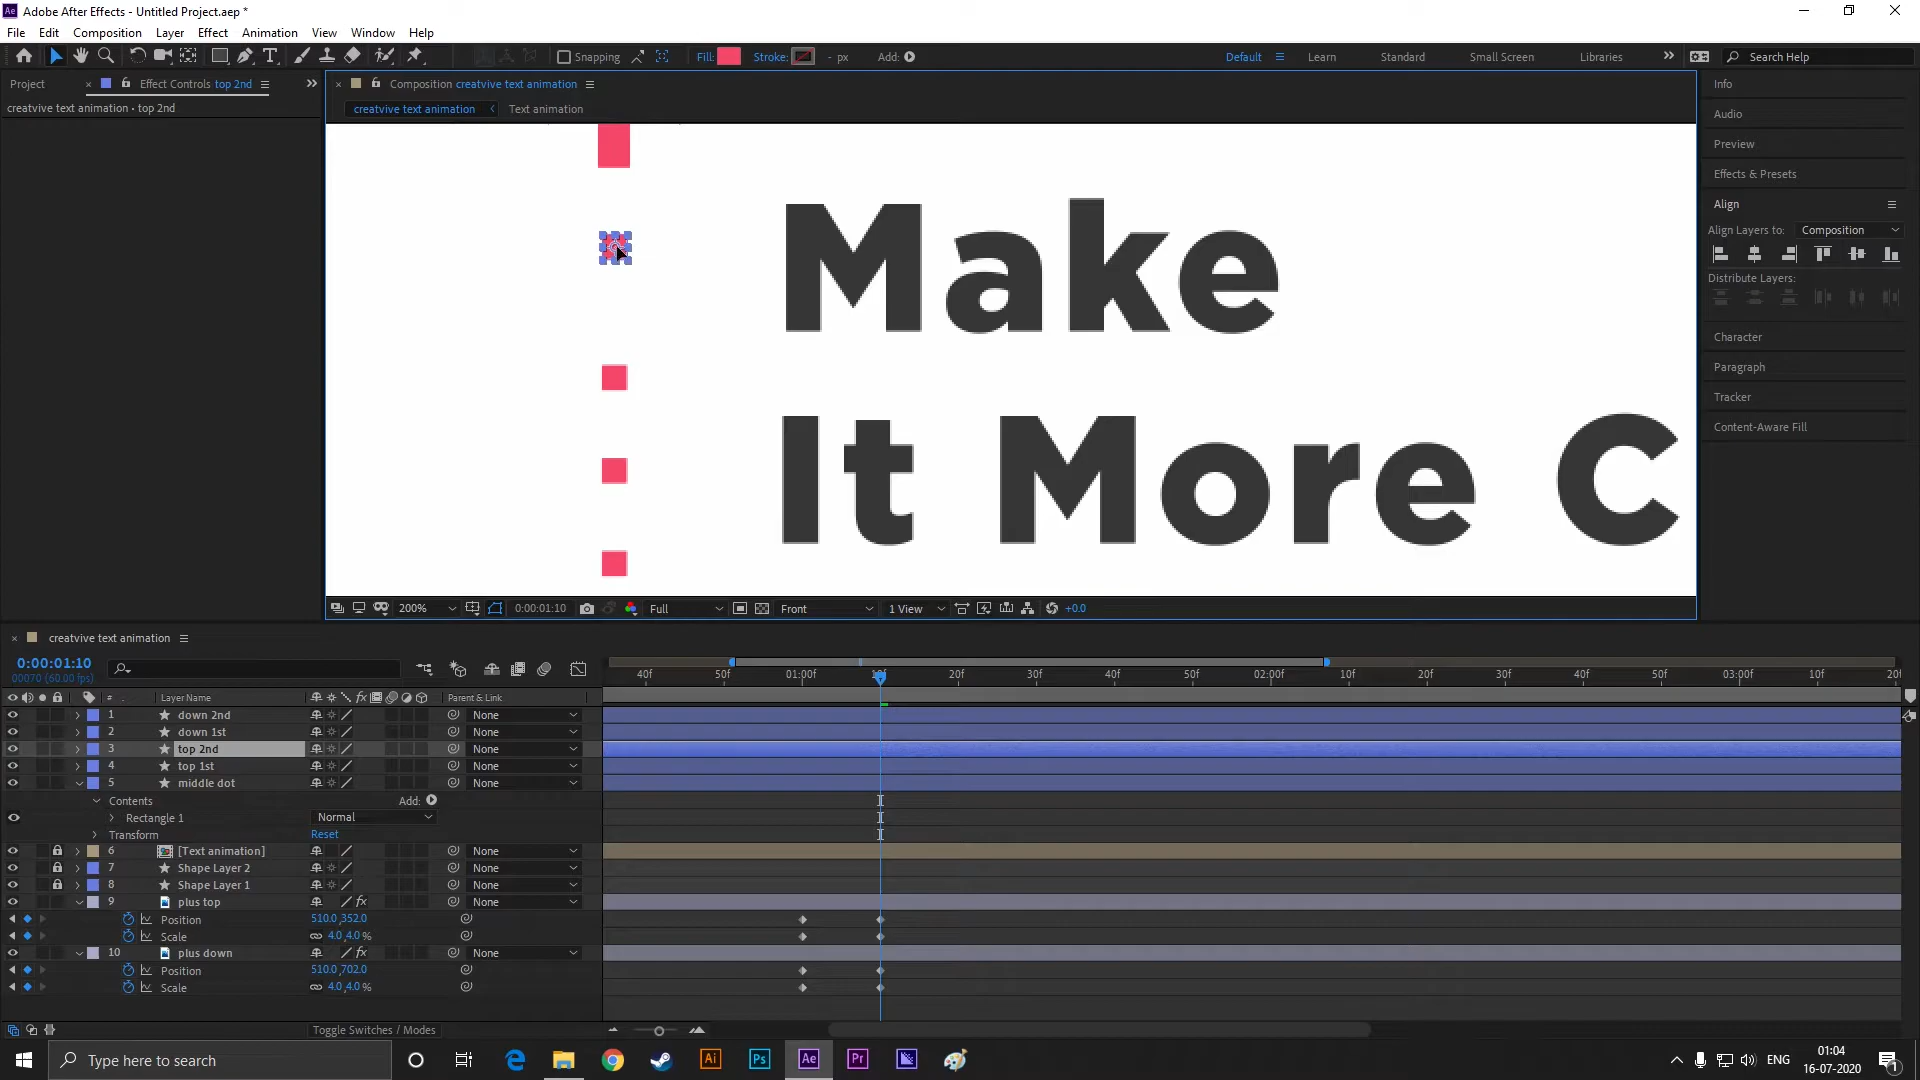 Adobe After Effects - Untitled Project.aep *
File Edit Composition Layer Effect Animation View Window Help
Snapping Fill: Stroke: - px Add: Default Learn Standard Small Screen Libraries Search Help
Project Effect Controls top 2nd Composition creatvive text animation Info
creatvive text animation • top 2nd creatvive text animation Text animation Audio
Preview
Effects & Presets
Align
Align Layers to: Composition
Distribute Layers:
Character
Paragraph
Tracker
Content-Aware Fill
Make
It More C
200% 0:00:01:10 Full Front 1 View +0.0
creatvive text animation
0:00:01:10
00070 (60.00 fps)
40f 50f 01:00f 20f 30f 40f 50f 02:00f 10f 20f 30f 40f 50f 03:00f 10f 20f
# Layer Name Parent & Link
1 down 2nd None
2 down 1st None
3 top 2nd None
4 top 1st None
5 middle dot None
Contents Add:
Rectangle 1 Normal
Transform Reset
6 [Text animation] None
7 Shape Layer 2 None
8 Shape Layer 1 None
9 plus top None
Position 510.0,352.0
Scale 4.0,4.0 %
10 plus down None
Position 510.0,702.0
Scale 4.0,4.0 %
Toggle Switches / Modes
Type here to search Ai Ps Ae Pr ENG 01:04
16-07-2020 1